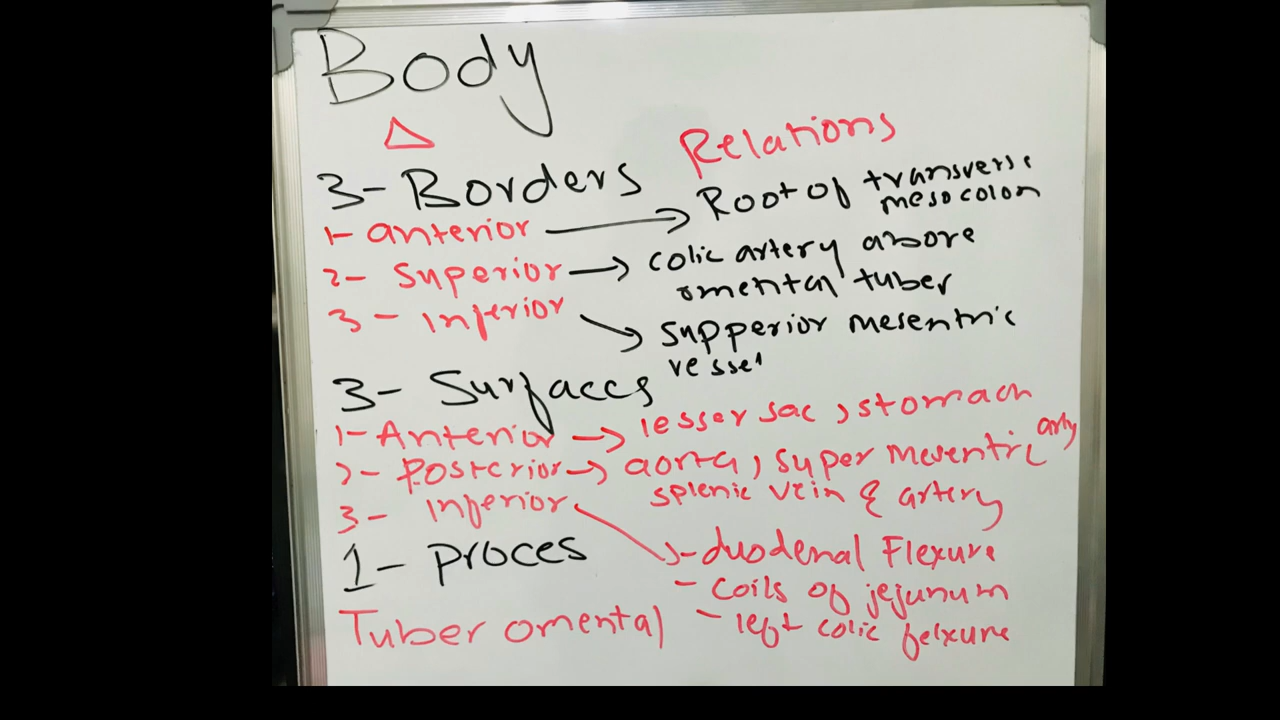 Body
Relations
3- Borders
1- anterior → Root of transverse
mesocolon
2- Superior → colic artery above
omental tuber
3- Inferior → supperior mesentric
vessel
3- Surfaces
1- Anterior → lesser sac, stomach
2- Posterior → aorta, super mesentric arty
splenic vein & artery
3- Inferior → - duodenal Flexure
- coils of jejunum
- left colic felxure
1- proces
Tuber omental